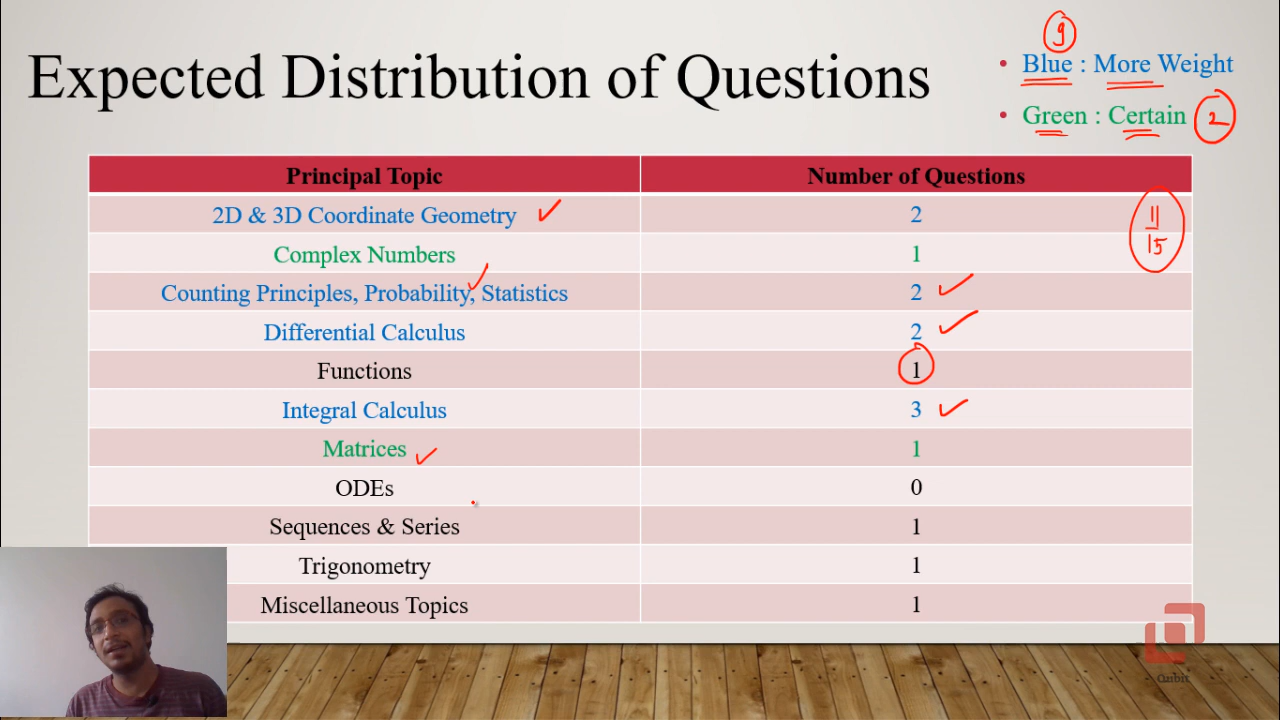 9
Expected Distribution of Questions
• Blue : More Weight
• Green : Certain 2
Principal Topic Number of Questions
2D & 3D Coordinate Geometry 2
11
15
Complex Numbers 1
Counting Principles, Probability, Statistics 2
Differential Calculus 2
Functions 1
Integral Calculus 3
Matrices 1
ODEs 0
Sequences & Series 1
Trigonometry 1
Miscellaneous Topics 1
Qubit